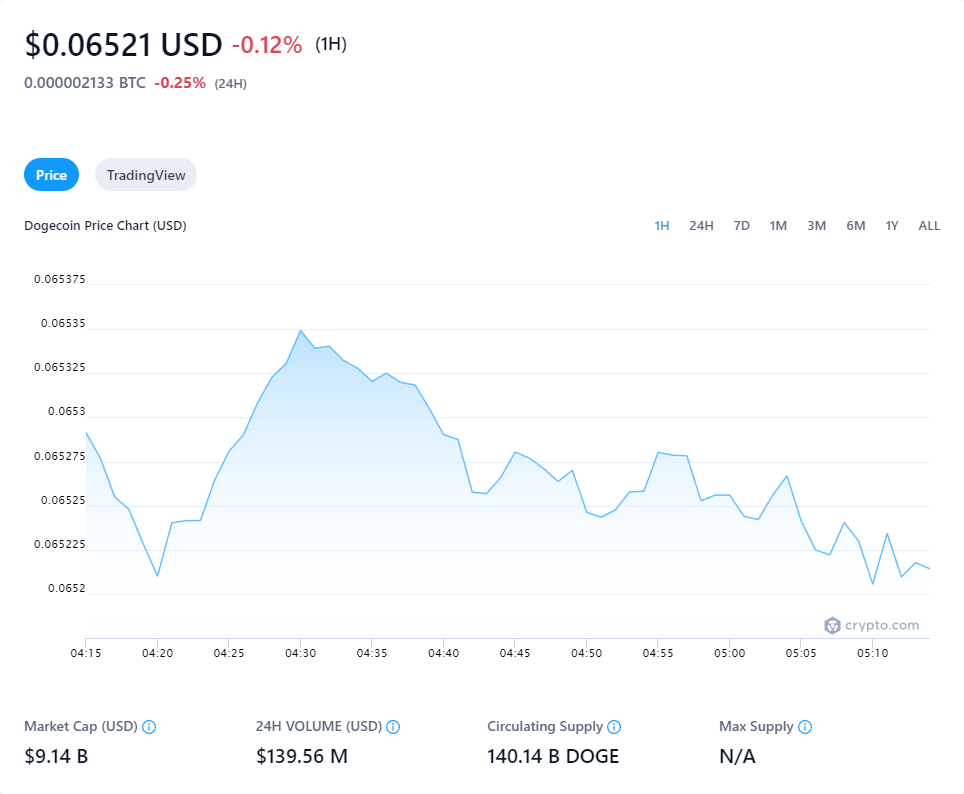 $0.06521 USD -0.12% (1H)
0.000002133 BTC -0.25% (24H)
Price TradingView
Dogecoin Price Chart (USD) 1H 24H 7D 1M 3M 6M 1Y ALL
0.065375
0.06535
0.065325
0.0653
0.065275
0.06525
0.065225
0.0652
crypto.com
04:15 04:20 04:25 04:30 04:35 04:40 04:45 04:50 04:55 05:00 05:05 05:10
Market Cap (USD) 24H VOLUME (USD) Circulating Supply Max Supply
$9.14 B $139.56 M 140.14 B DOGE N/A